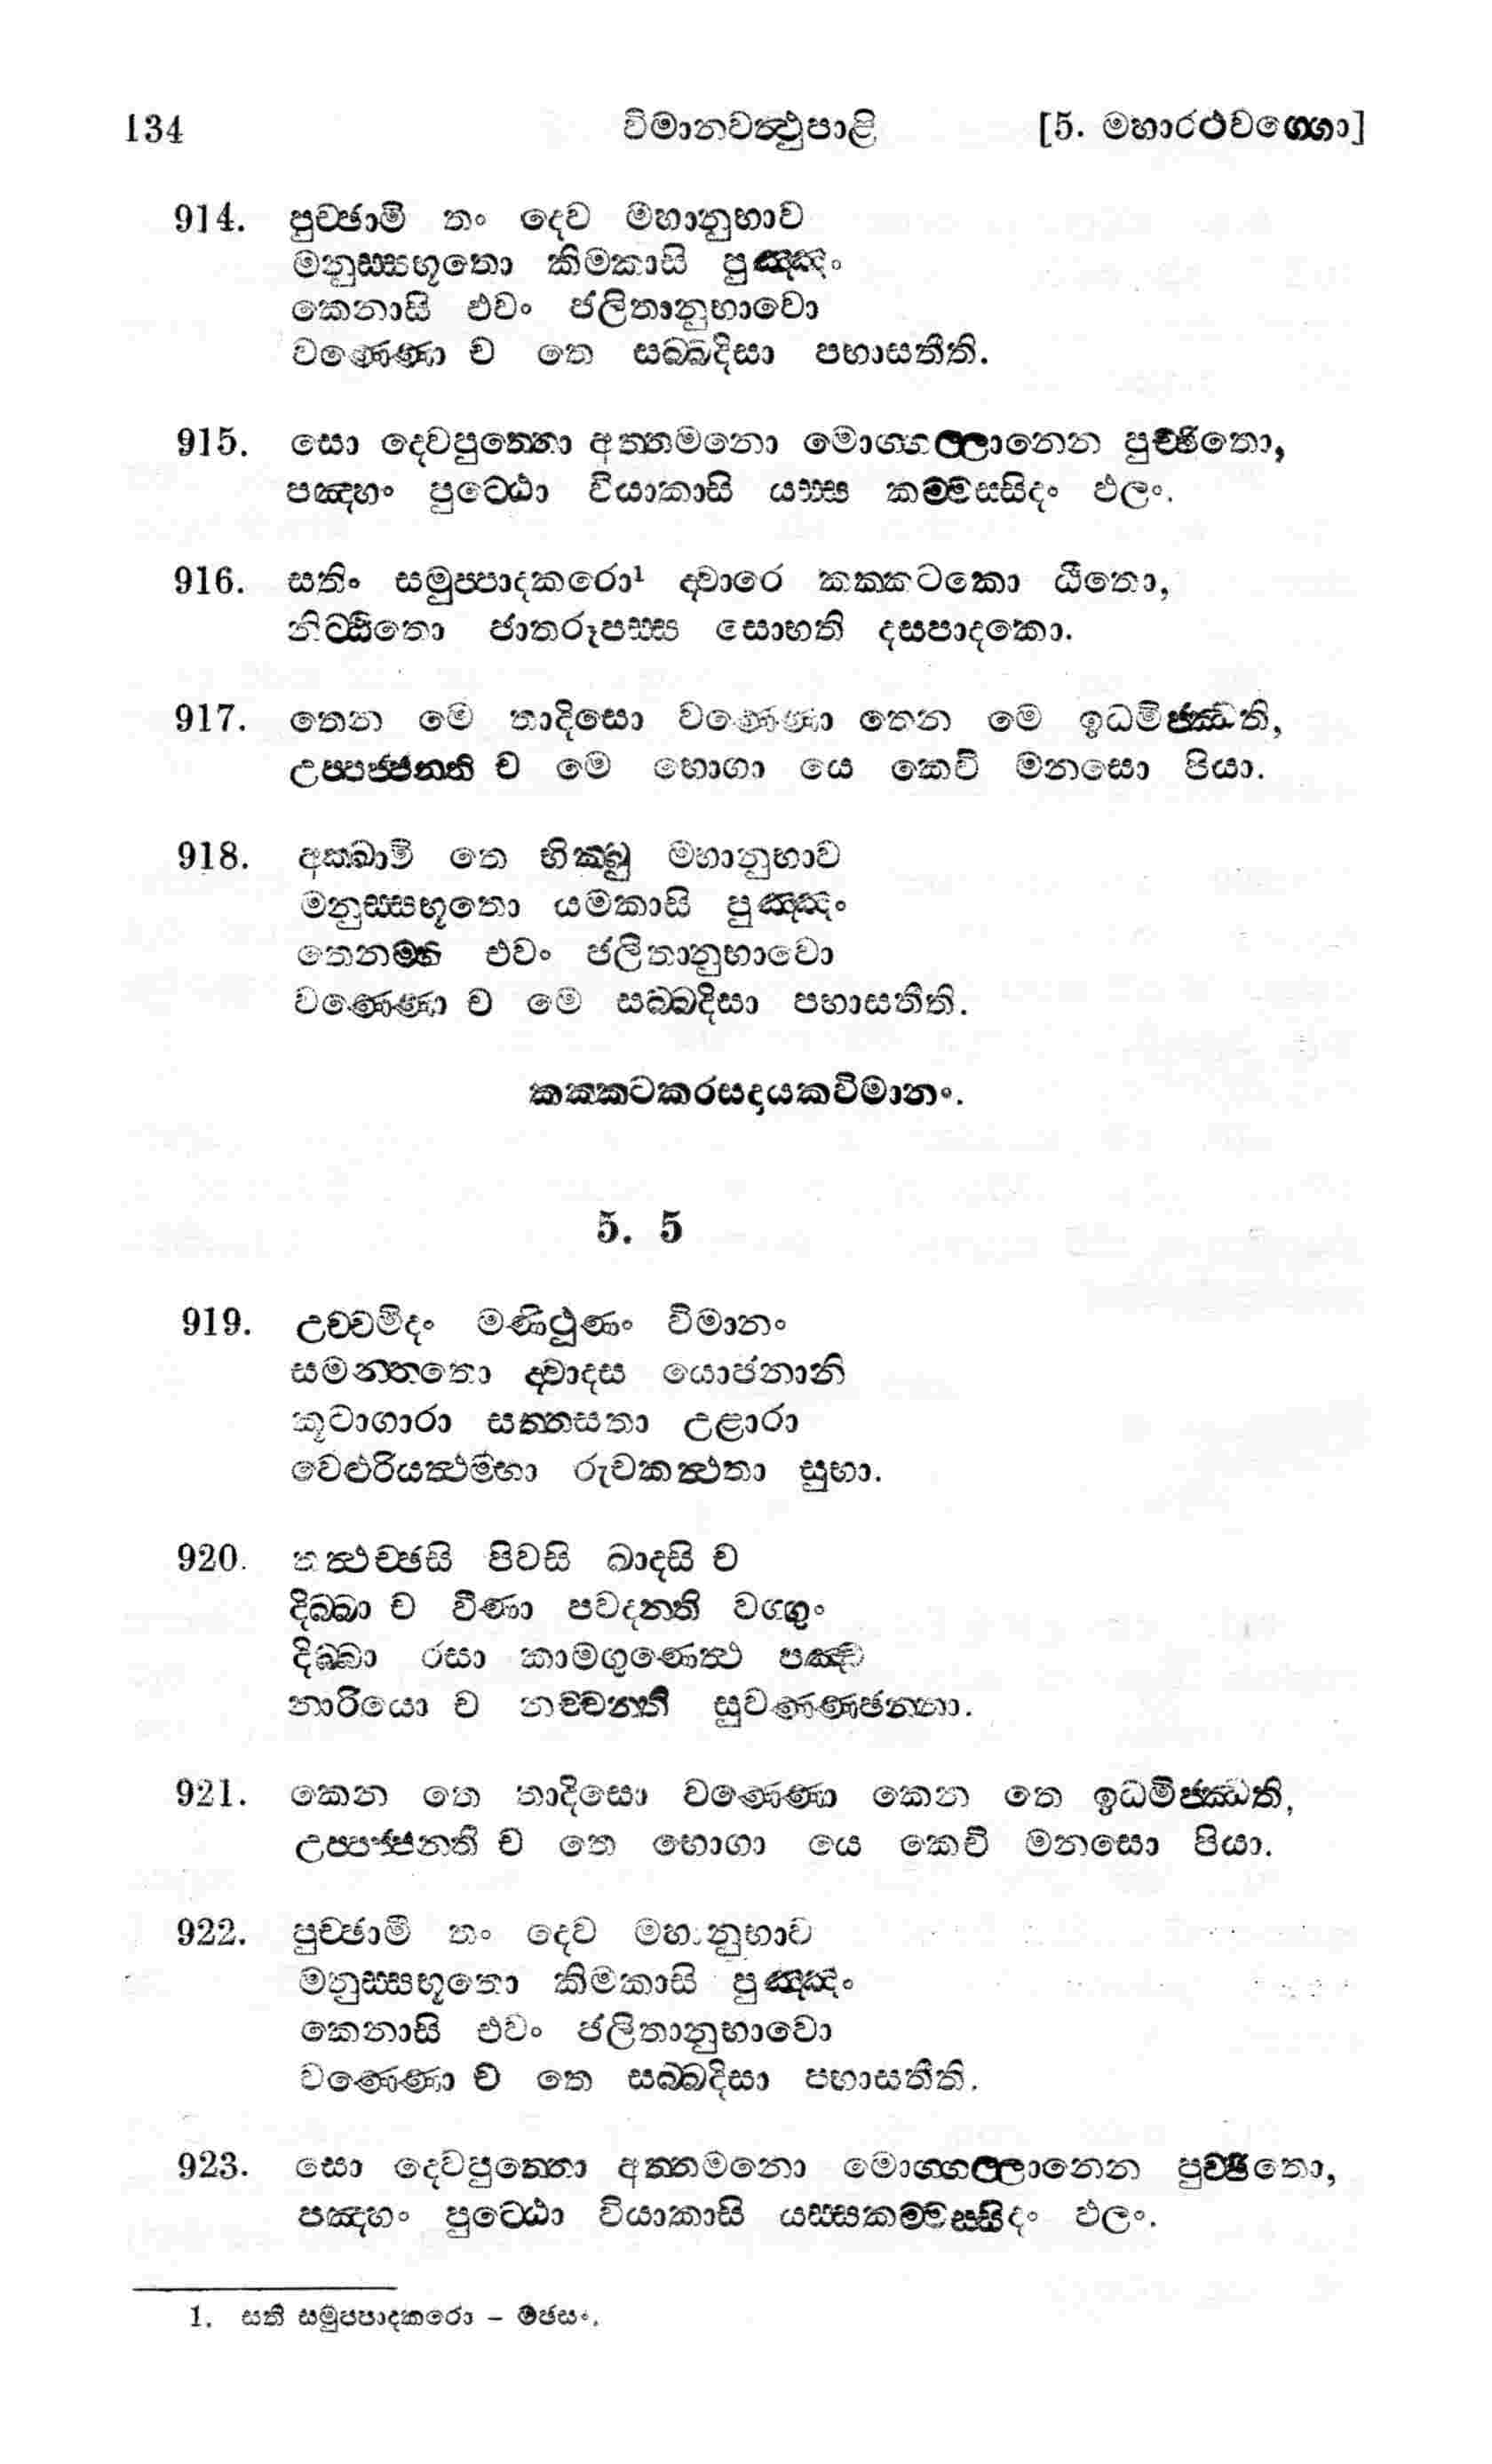 134 විමානවත්‍ථුපාළි [5. මහාරථවග්ගො]
914. පුච්ඡාමි තං දෙව මහානුභාව
මනුස්සභූතො කිමකාසි පුඤ්ඤං
කෙනාසි එවං ජලිතානුභාවො
වණ්ණො ච තෙ සබ්බදිසා පභාසතීති.
915. සො දෙවපුත්තො අත්තමනො මොග්ගල්ලානෙන පුච්ඡිතො,
පඤ්හං පුට්ඨො වියාකාසි යස්ස කම්මස්සිදං ඵලං.
916. සතිං සමුප්පාදකරො¹ ද්වාරෙ කක්කටකො ඨිතො,
නිට්ඨිතො ජාතරූපස්ස සොභති දසපාදකො.
917. තෙන මෙ තාදිසො වණ්ණො තෙන මෙ ඉධමිජ්ඣති,
උප්පජ්ජන්ති ච මෙ භොගා යෙ කෙචි මනසො පියා.
918. අක්ඛාමි තෙ භික්ඛු මහානුභාව
මනුස්සභූතො යමකාසි පුඤ්ඤං
තෙනම්හි එවං ජලිතානුභාවො
වණ්ණො ච මෙ සබ්බදිසා පභාසතීති.
කක්කටකරසදායකවිමානං.
5. 5
919. උච්චමිදං මණිථූණං විමානං
සමන්තතො ද්වාදස යොජනානි
කූටාගාරා සත්තසතා උළාරා
වෙළුරියත්‍ථම්භා රුචකත්‍ථතා සුභා.
920. තත්‍ථච්ඡසි පිවසි ඛාදසි ච
දිබ්බා ච වීණා පවදන්ති වග්ගුං
දිබ්බා රසා කාමගුණෙත්‍ථ පඤ්ච
නාරියො ච නච්චන්ති සුවණ්ණඡන්නා.
921. කෙන තෙ තාදිසො වණ්ණො කෙන තෙ ඉධමිජ්ඣති,
උප්පජ්ජන්ති ච තෙ භොගා යෙ කෙචි මනසො පියා.
922. පුච්ඡාමි තං දෙව මහානුභාව
මනුස්සභූතො කිමකාසි පුඤ්ඤං
කෙනාසි එවං ජලිතානුභාවො
වණ්ණො ච තෙ සබ්බදිසා පභාසතීති.
923. සො දෙවපුත්තො අත්තමනො මොග්ගල්ලානෙන පුච්ඡිතො,
පඤ්හං පුට්ඨො වියාකාසි යස්සකම්මස්සිදං ඵලං.
1. සති සමුප්පාදකරො – මඡසං.